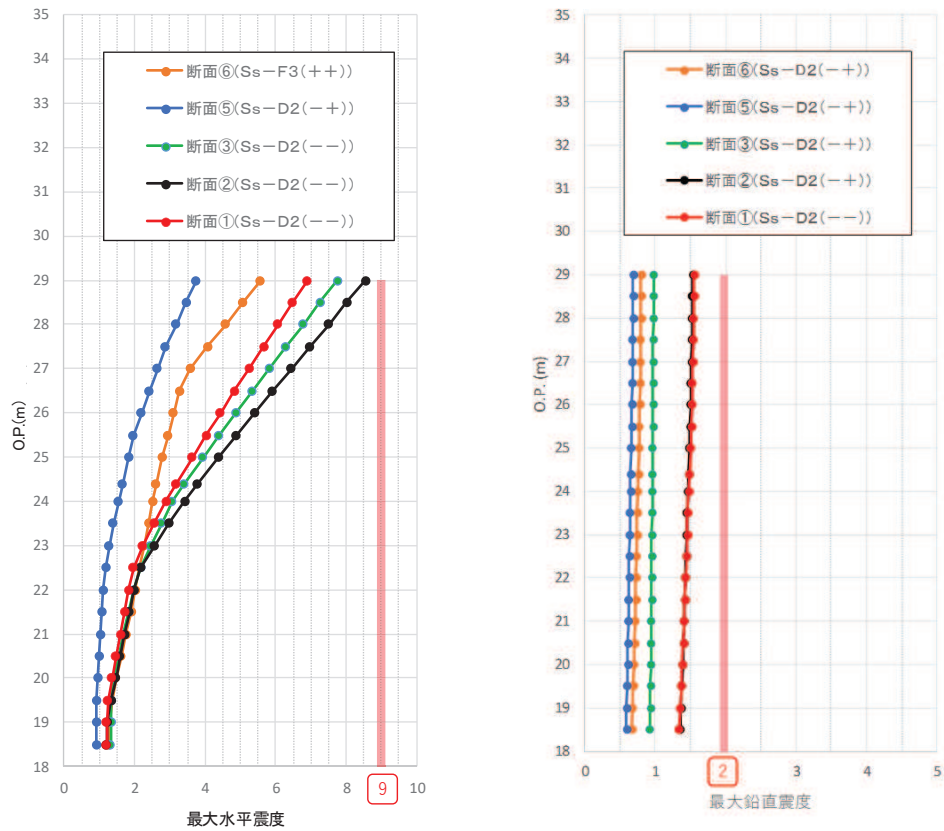 35
34
33
32
31
30
29
28
27
26
25
24
23
22
21
20
19
18
O.P.(m)
断面⑥(Ss−F3(++))
断面⑤(Ss−D2(−+))
断面③(Ss−D2(−−))
断面②(Ss−D2(−−))
断面①(Ss−D2(−−))
0 2 4 6 8 9 10
最大水平震度
35
34
33
32
31
30
29
28
27
26
25
24
23
22
21
20
19
18
O.P. (m)
断面⑥(Ss−D2(−+))
断面⑤(Ss−D2(−+))
断面③(Ss−D2(−+))
断面②(Ss−D2(−+))
断面①(Ss−D2(−−))
0 1 2 3 4 5
最大鉛直震度